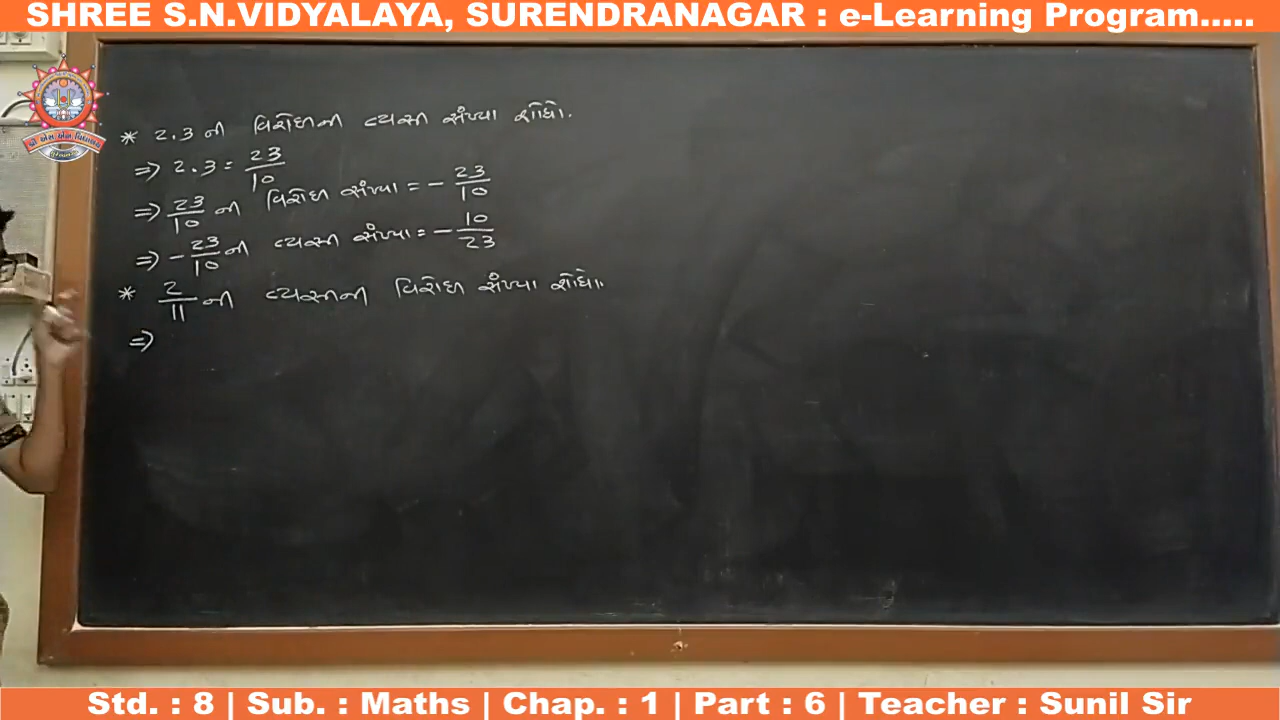 SHREE S.N.VIDYALAYA, SURENDRANAGAR : e-Learning Program.....
* 2.3 ની વિરોધીની વ્યસ્ત સંખ્યા શોધો.
⇒ 2.3 = 23/10
⇒ 23/10 ની વિરોધી સંખ્યા = - 23/10
⇒ - 23/10 ની વ્યસ્ત સંખ્યા = - 10/23
* 2/11 ની વ્યસ્તની વિરોધી સંખ્યા શોધો.
⇒
Std. : 8 | Sub. : Maths | Chap. : 1 | Part : 6 | Teacher : Sunil Sir